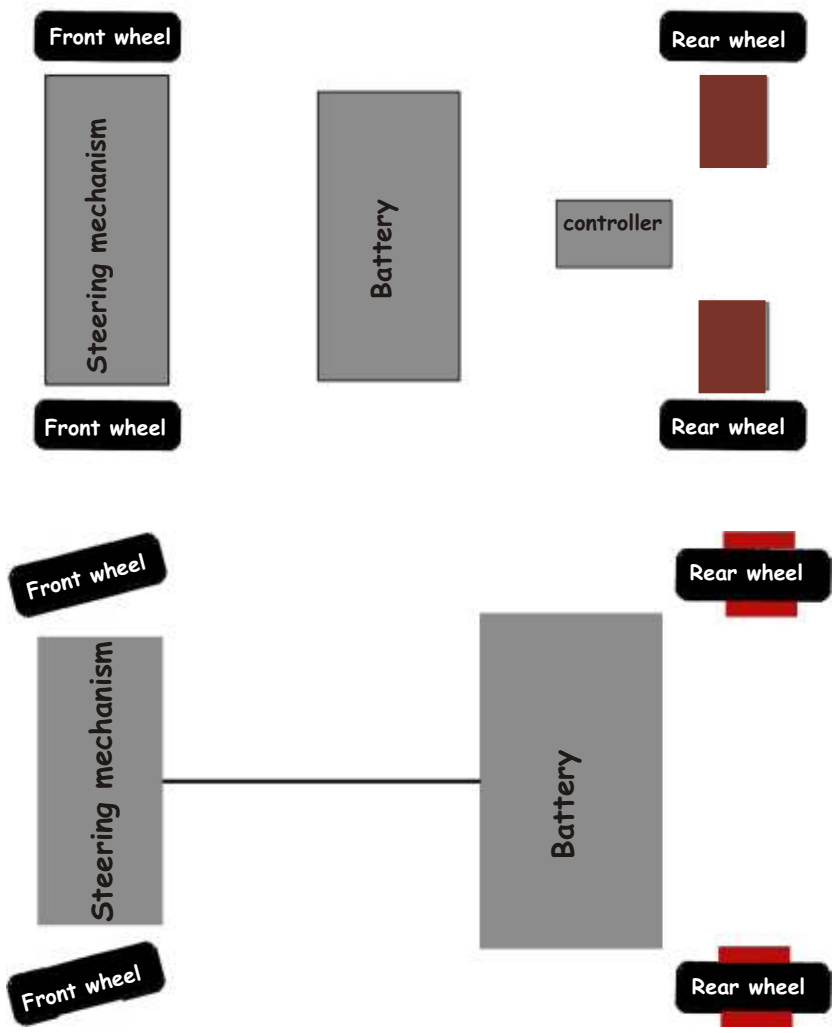 Front wheel
Rear wheel
Steering mechanism
Battery
controller
Front wheel
Rear wheel
Front wheel
Rear wheel
Steering mechanism
Battery
Front wheel
Rear wheel